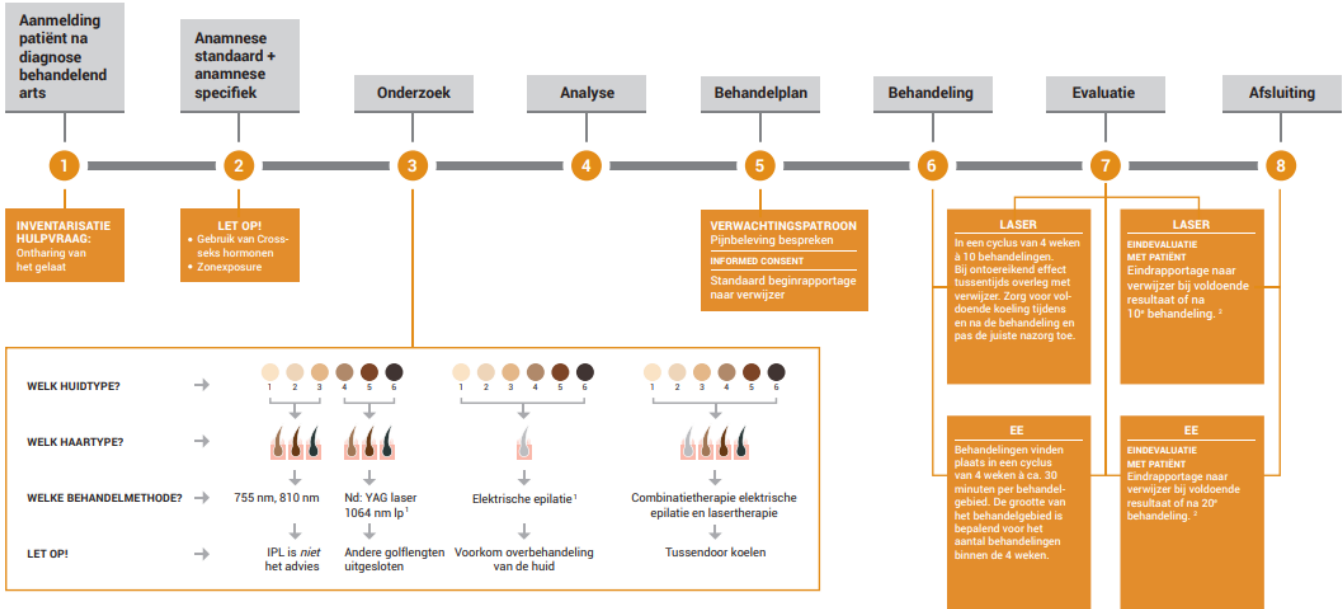 Aanmelding
patiënt na
diagnose
behandelend
arts
Anamnese
standaard +
anamnese
specifiek
Onderzoek
Analyse
Behandelplan
Behandeling
Evaluatie
Afsluiting
1
2
3
4
5
6
7
8
INVENTARISATIE
HULPVRAAG:
Ontharing van
het gelaat
LET OP!
• Gebruik van Cross-
seks hormonen
• Zonexposure
VERWACHTINGSPATROON
Pijnbeleving bespreken
INFORMED CONSENT
Standaard beginrapportage
naar verwijzer
LASER
In een cyclus van 4 weken
à 10 behandelingen.
Bij ontoereikend effect
tussentijds overleg met
verwijzer. Zorg voor vol-
doende koeling tijdens
en na de behandeling en
pas de juiste nazorg toe.
LASER
EINDEVALUATIE
MET PATIËNT
Eindrapportage naar
verwijzer bij voldoende
resultaat of na
10e behandeling. 2
WELK HUIDTYPE?
1 2 3 4 5 6
1 2 3 4 5 6
1 2 3 4 5 6
WELK HAARTYPE?
WELKE BEHANDELMETHODE?
755 nm, 810 nm
Nd: YAG laser
1064 nm lp 1
Elektrische epilatie 1
Combinatietherapie elektrische
epilatie en lasertherapie
LET OP!
IPL is niet
het advies
Andere golflengten
uitgesloten
Voorkom overbehandeling
van de huid
Tussendoor koelen
EE
Behandelingen vinden
plaats in een cyclus
van 4 weken à ca. 30
minuten per behandel-
gebied. De grootte van
het behandelgebied is
bepalend voor het
aantal behandelingen
binnen de 4 weken.
EE
EINDEVALUATIE
MET PATIËNT
Eindrapportage naar
verwijzer bij voldoende
resultaat of na 20e
behandeling. 2